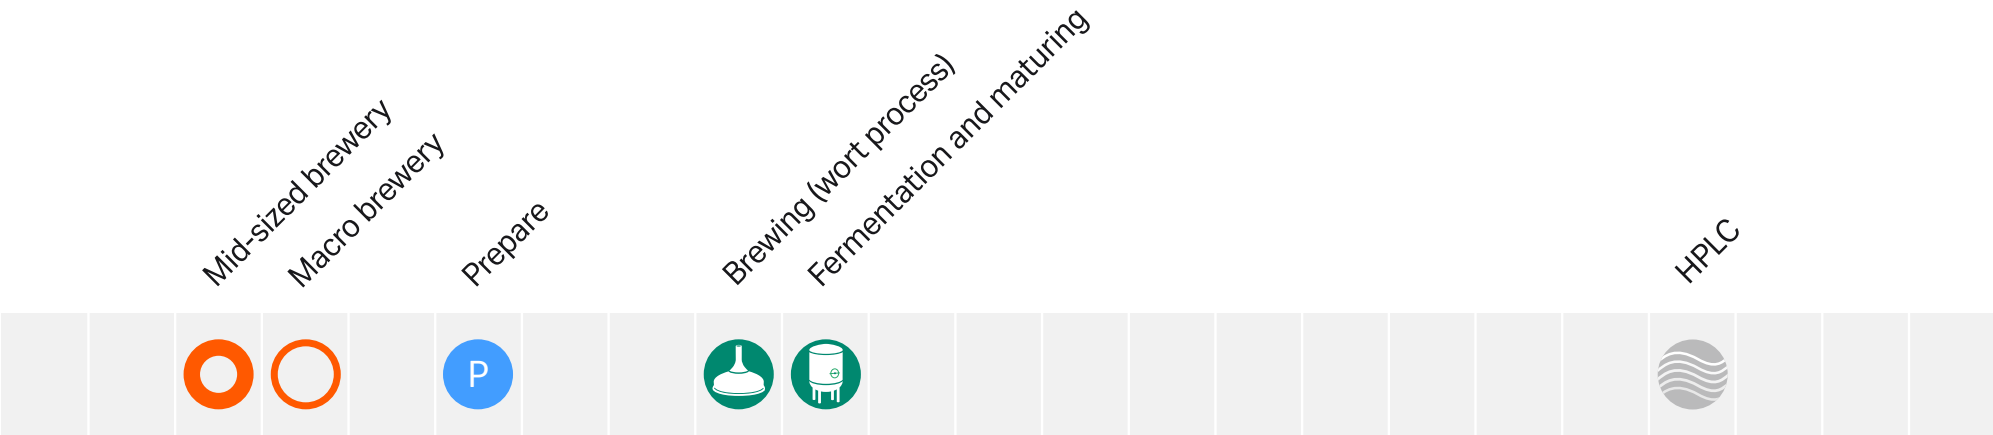 Mid-sized brewery
Macro brewery
Prepare
Brewing (wort process)
Fermentation and maturing
HPLC
P